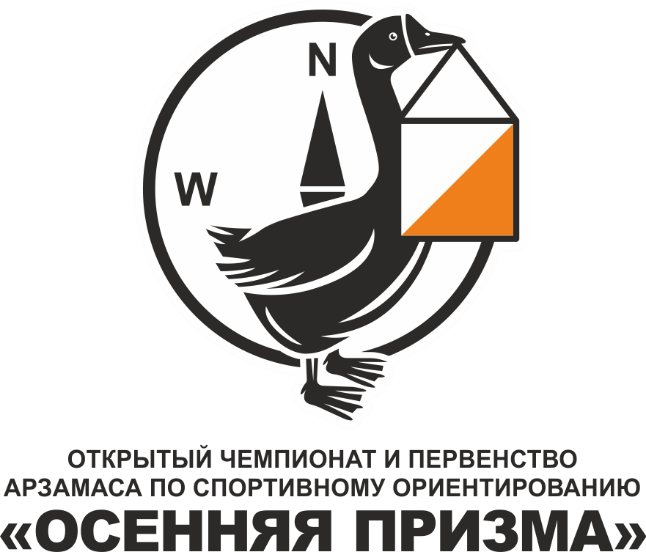 N
W
ОТКРЫТЫЙ ЧЕМПИОНАТ И ПЕРВЕНСТВО
АРЗАМАСА ПО СПОРТИВНОМУ ОРИЕНТИРОВАНИЮ
«ОСЕННЯЯ ПРИЗМА»